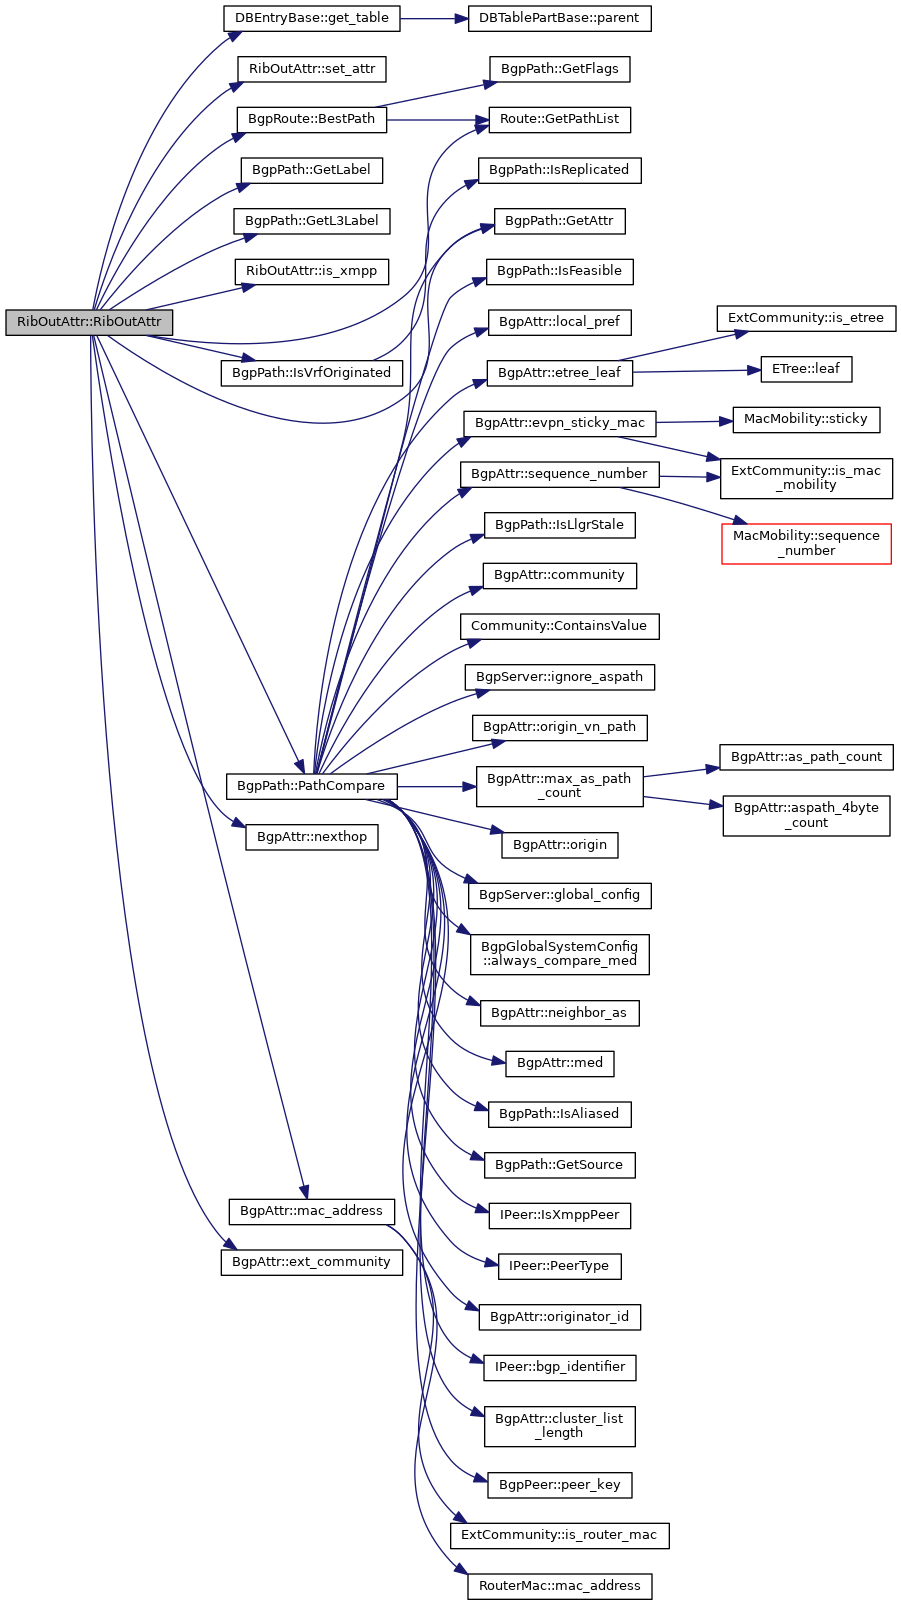 DBEntryBase::get_table
DBTablePartBase::parent
RibOutAttr::set_attr
BgpPath::GetFlags
BgpRoute::BestPath
Route::GetPathList
BgpPath::GetLabel
BgpPath::IsReplicated
BgpPath::GetL3Label
BgpPath::GetAttr
RibOutAttr::is_xmpp
BgpPath::IsFeasible
RibOutAttr::RibOutAttr
BgpAttr::local_pref
ExtCommunity::is_etree
BgpPath::IsVrfOriginated
BgpAttr::etree_leaf
ETree::leaf
BgpAttr::evpn_sticky_mac
MacMobility::sticky
BgpAttr::sequence_number
ExtCommunity::is_mac
_mobility
BgpPath::IsLlgrStale
MacMobility::sequence
_number
BgpAttr::community
Community::ContainsValue
BgpServer::ignore_aspath
BgpAttr::origin_vn_path
BgpPath::PathCompare
BgpAttr::max_as_path
_count
BgpAttr::as_path_count
BgpAttr::aspath_4byte
_count
BgpAttr::nexthop
BgpAttr::origin
BgpServer::global_config
BgpGlobalSystemConfig
::always_compare_med
BgpAttr::neighbor_as
BgpAttr::med
BgpPath::IsAliased
BgpPath::GetSource
BgpAttr::mac_address
IPeer::IsXmppPeer
BgpAttr::ext_community
IPeer::PeerType
BgpAttr::originator_id
IPeer::bgp_identifier
BgpAttr::cluster_list
_length
BgpPeer::peer_key
ExtCommunity::is_router_mac
RouterMac::mac_address